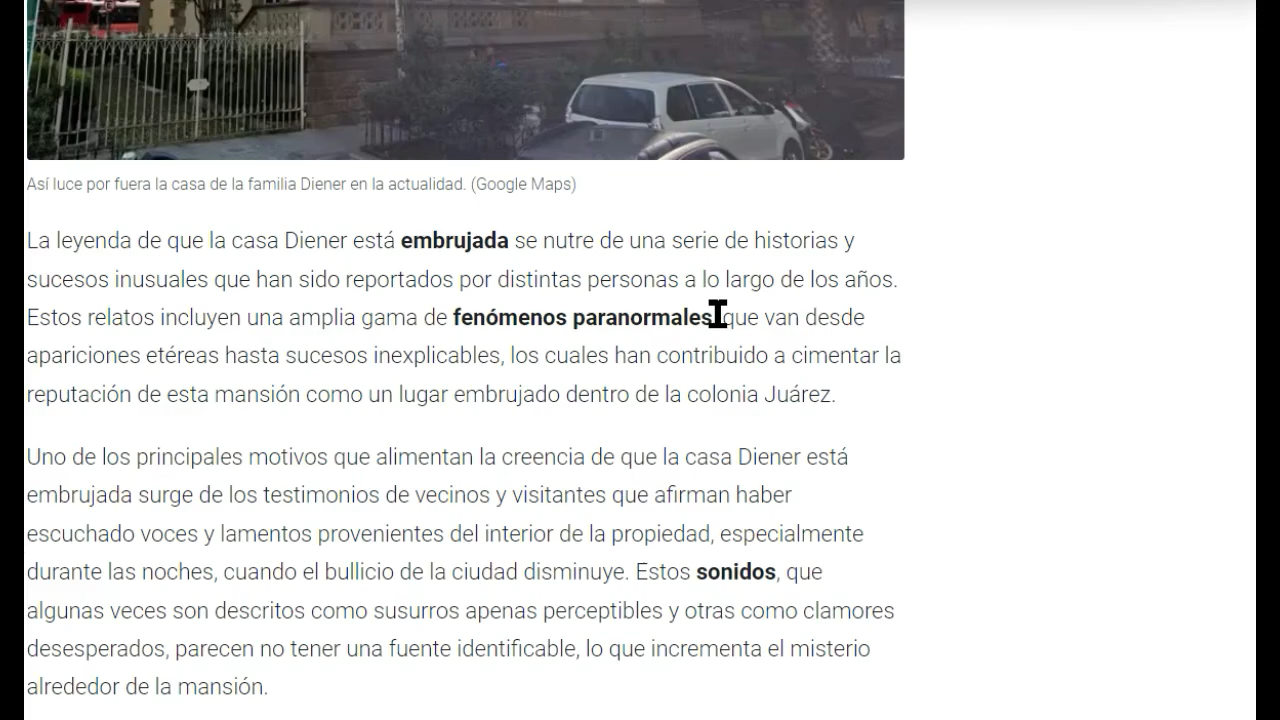 Así luce por fuera la casa de la familia Diener en la actualidad. (Google Maps)
La leyenda de que la casa Diener está embrujada se nutre de una serie de historias y
sucesos inusuales que han sido reportados por distintas personas a lo largo de los años.
Estos relatos incluyen una amplia gama de fenómenos paranormales que van desde
apariciones etéreas hasta sucesos inexplicables, los cuales han contribuido a cimentar la
reputación de esta mansión como un lugar embrujado dentro de la colonia Juárez.
Uno de los principales motivos que alimentan la creencia de que la casa Diener está
embrujada surge de los testimonios de vecinos y visitantes que afirman haber
escuchado voces y lamentos provenientes del interior de la propiedad, especialmente
durante las noches, cuando el bullicio de la ciudad disminuye. Estos sonidos, que
algunas veces son descritos como susurros apenas perceptibles y otras como clamores
desesperados, parecen no tener una fuente identificable, lo que incrementa el misterio
alrededor de la mansión.